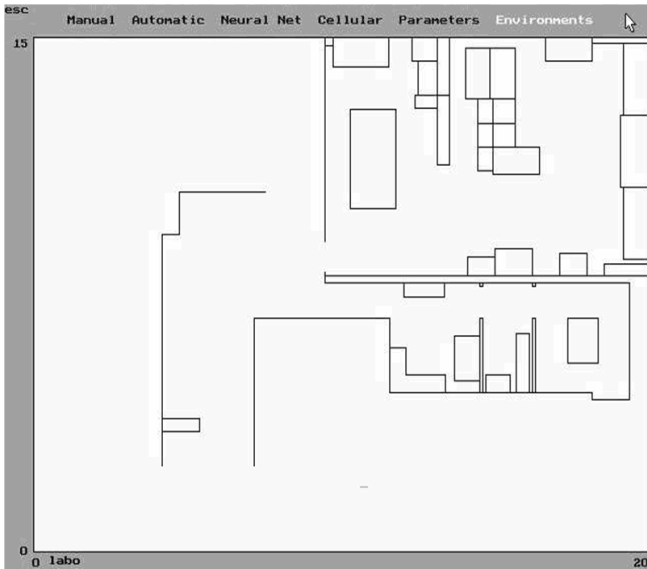 esc
Manual Automatic Neural Net Cellular Parameters Environments
15
0
0 labo 20